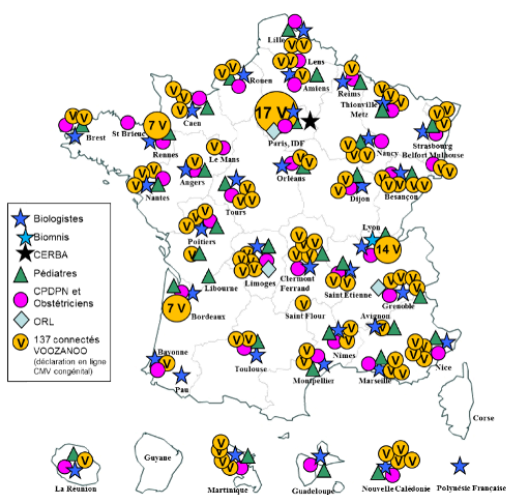 Lille
Lens
Rouen
Amiens
Reims
Thionville
Metz
Caen
17 V
7 V
Brest
St Brieuc
Rennes
Paris, IDF
Nancy
Strasbourg
Le Mans
Belfort Mulhouse
Angers
Orléans
Nantes
Tours
Dijon
Besançon
Biologistes
Biomnis
CERBA
Pédiatres
CPDPN et
Obstétriciens
ORL
V 137 connectés
VOOZANOO
(déclaration en ligne
CMV congénital)
Poitiers
Lyon
14 V
Libourne
Limoges
Clermont
Ferrand
Saint Etienne
Grenoble
7 V
Bordeaux
Saint Flour
Avignon
Bayonne
Pau
Toulouse
Montpellier
Nimes
Marseille
Nice
Corse
La Réunion
Guyane
Martinique
Guadeloupe
Nouvelle Calédonie
Polynésie Française